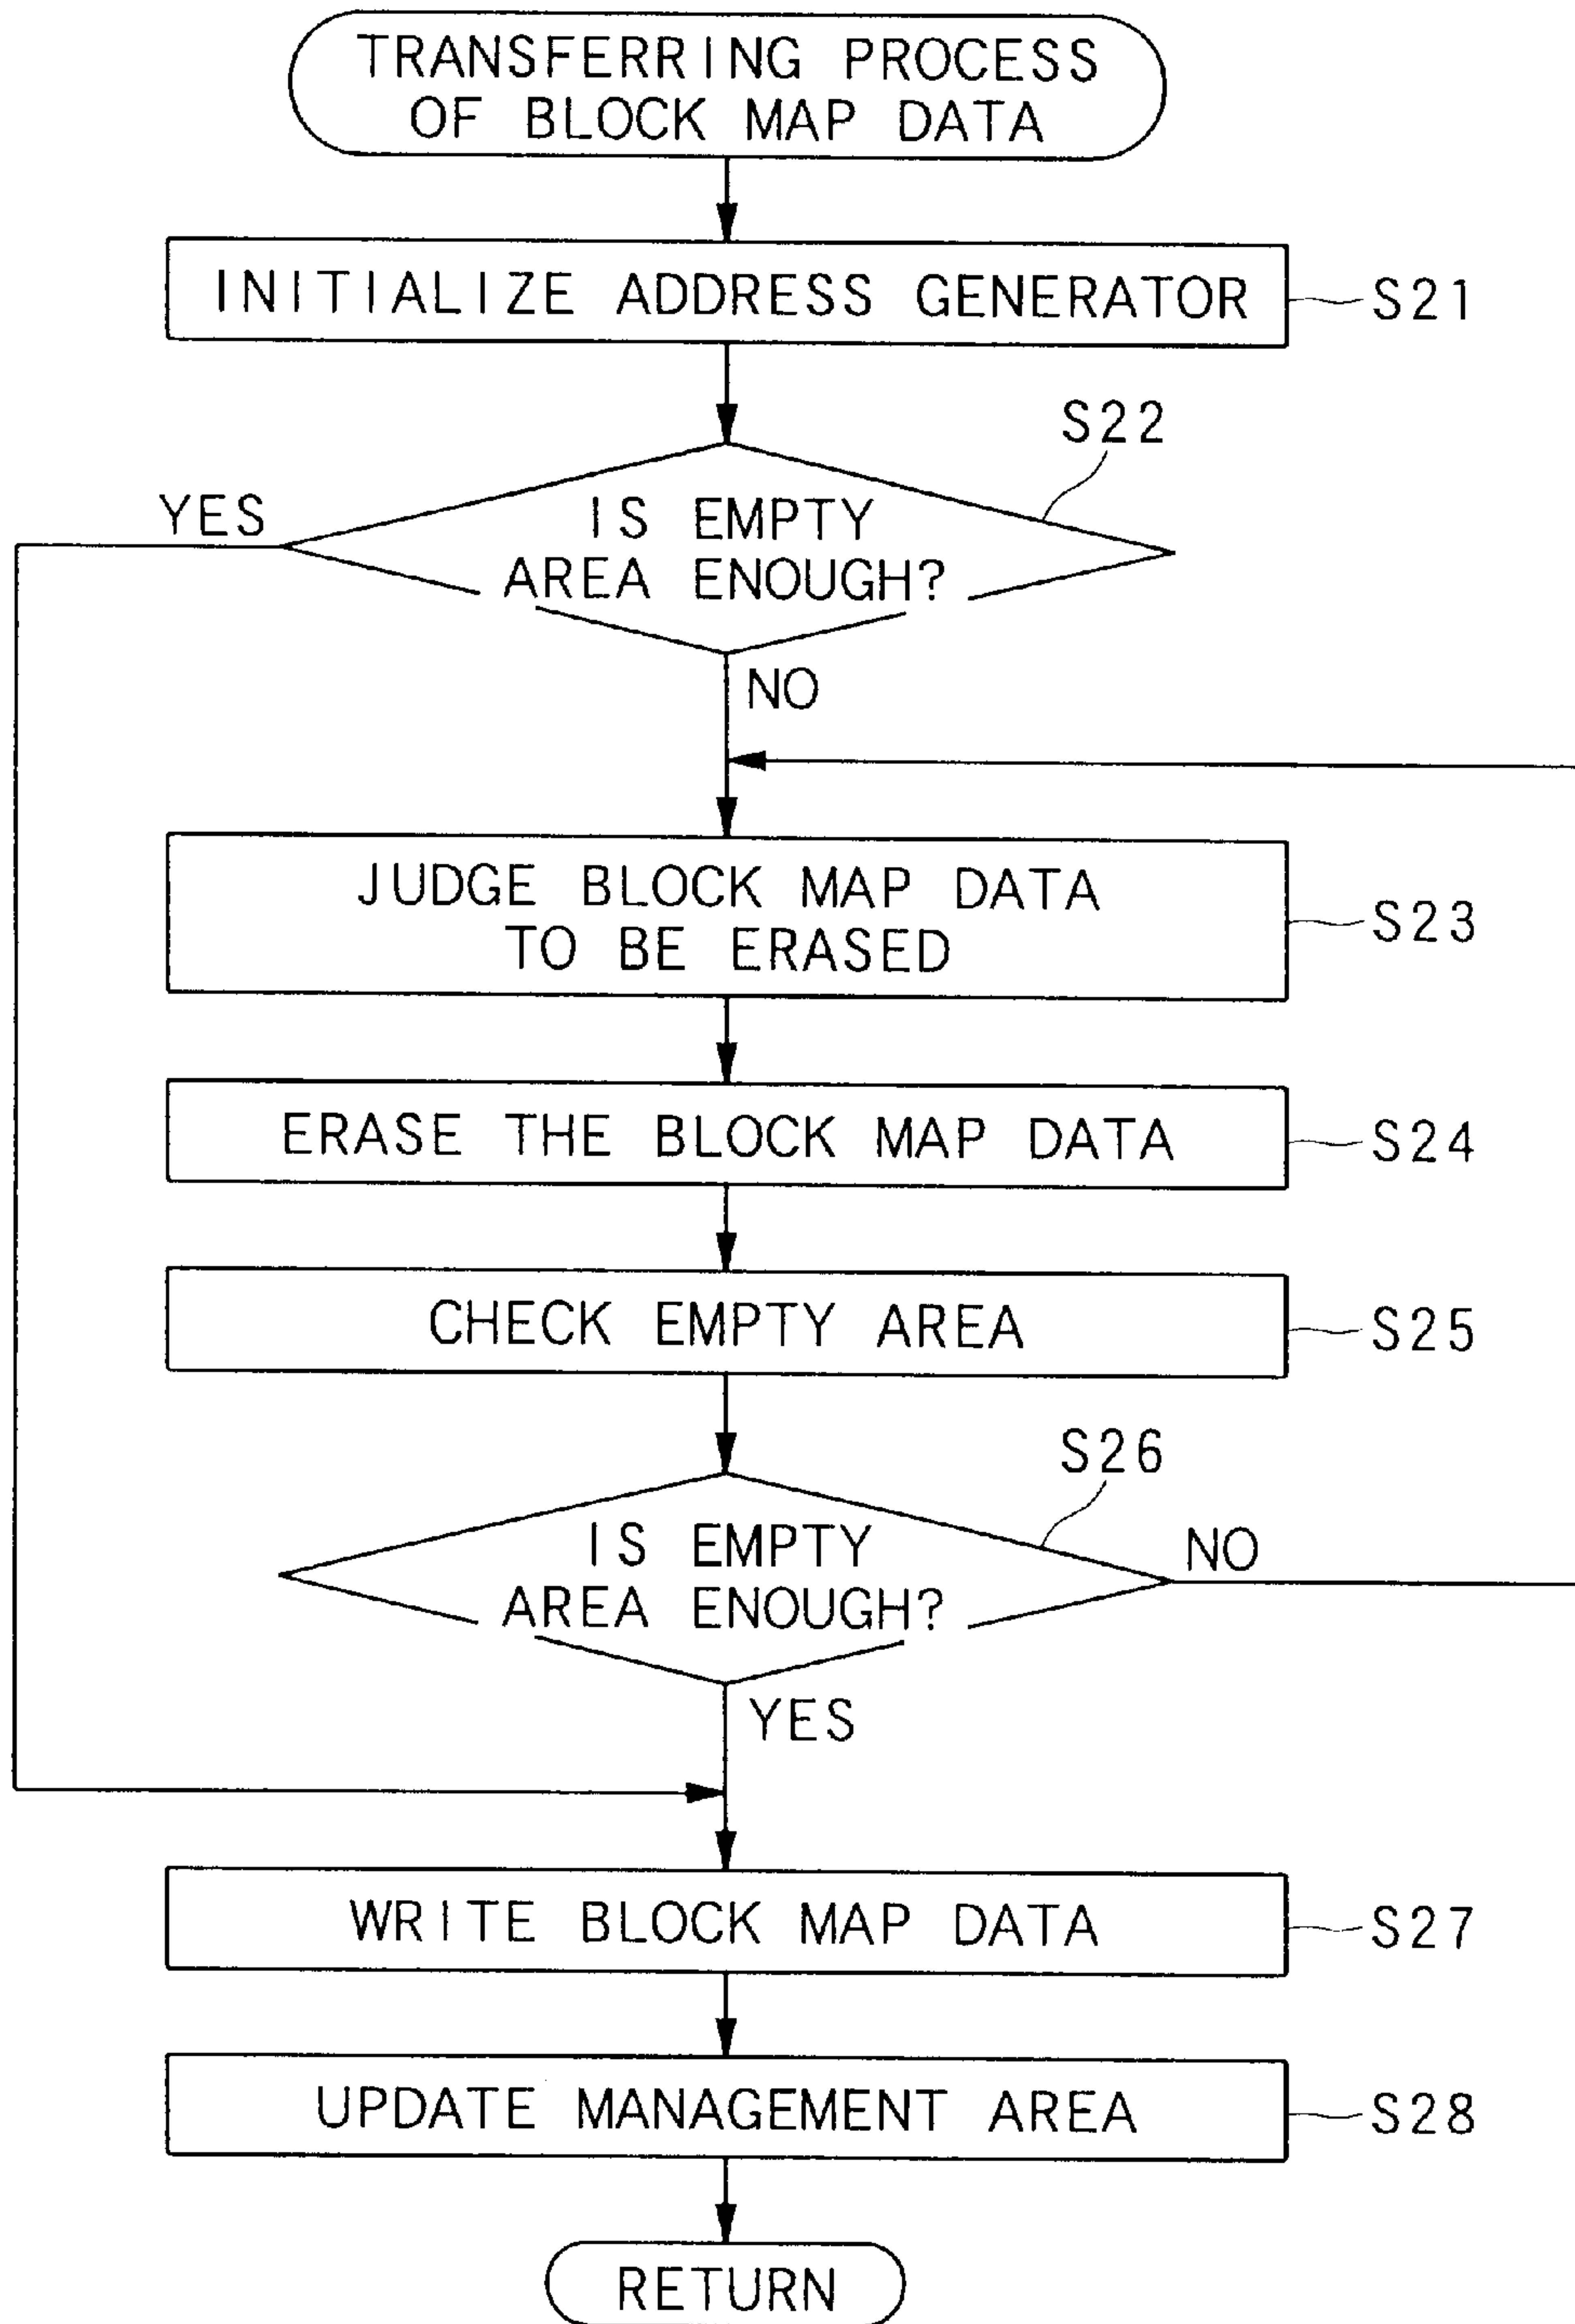 TRANSFERRING PROCESS
OF BLOCK MAP DATA
INITIALIZE ADDRESS GENERATOR
S21
S22
YES
IS EMPTY
AREA ENOUGH?
NO
JUDGE BLOCK MAP DATA
TO BE ERASED
S23
ERASE THE BLOCK MAP DATA
S24
CHECK EMPTY AREA
S25
S26
IS EMPTY
AREA ENOUGH?
NO
YES
WRITE BLOCK MAP DATA
S27
UPDATE MANAGEMENT AREA
S28
RETURN